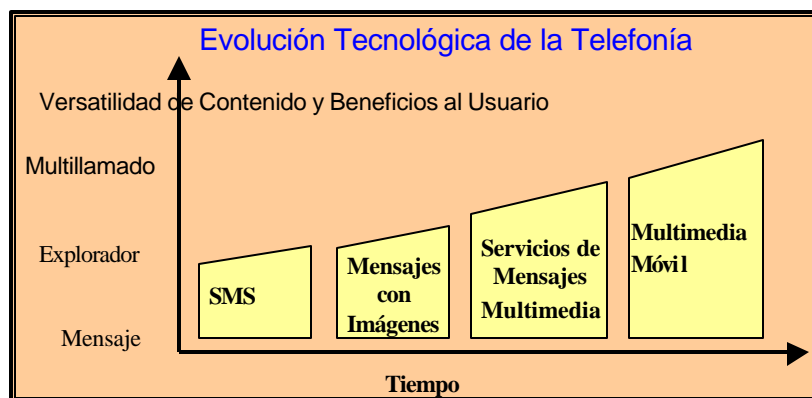 Evolución Tecnológica de la Telefonía
Versatilidad de Contenido y Beneficios al Usuario
Multillamado
Explorador
Mensaje
SMS
Mensajes
con
Imágenes
Servicios de
Mensajes
Multimedia
Multimedia
Móvil
Tiempo